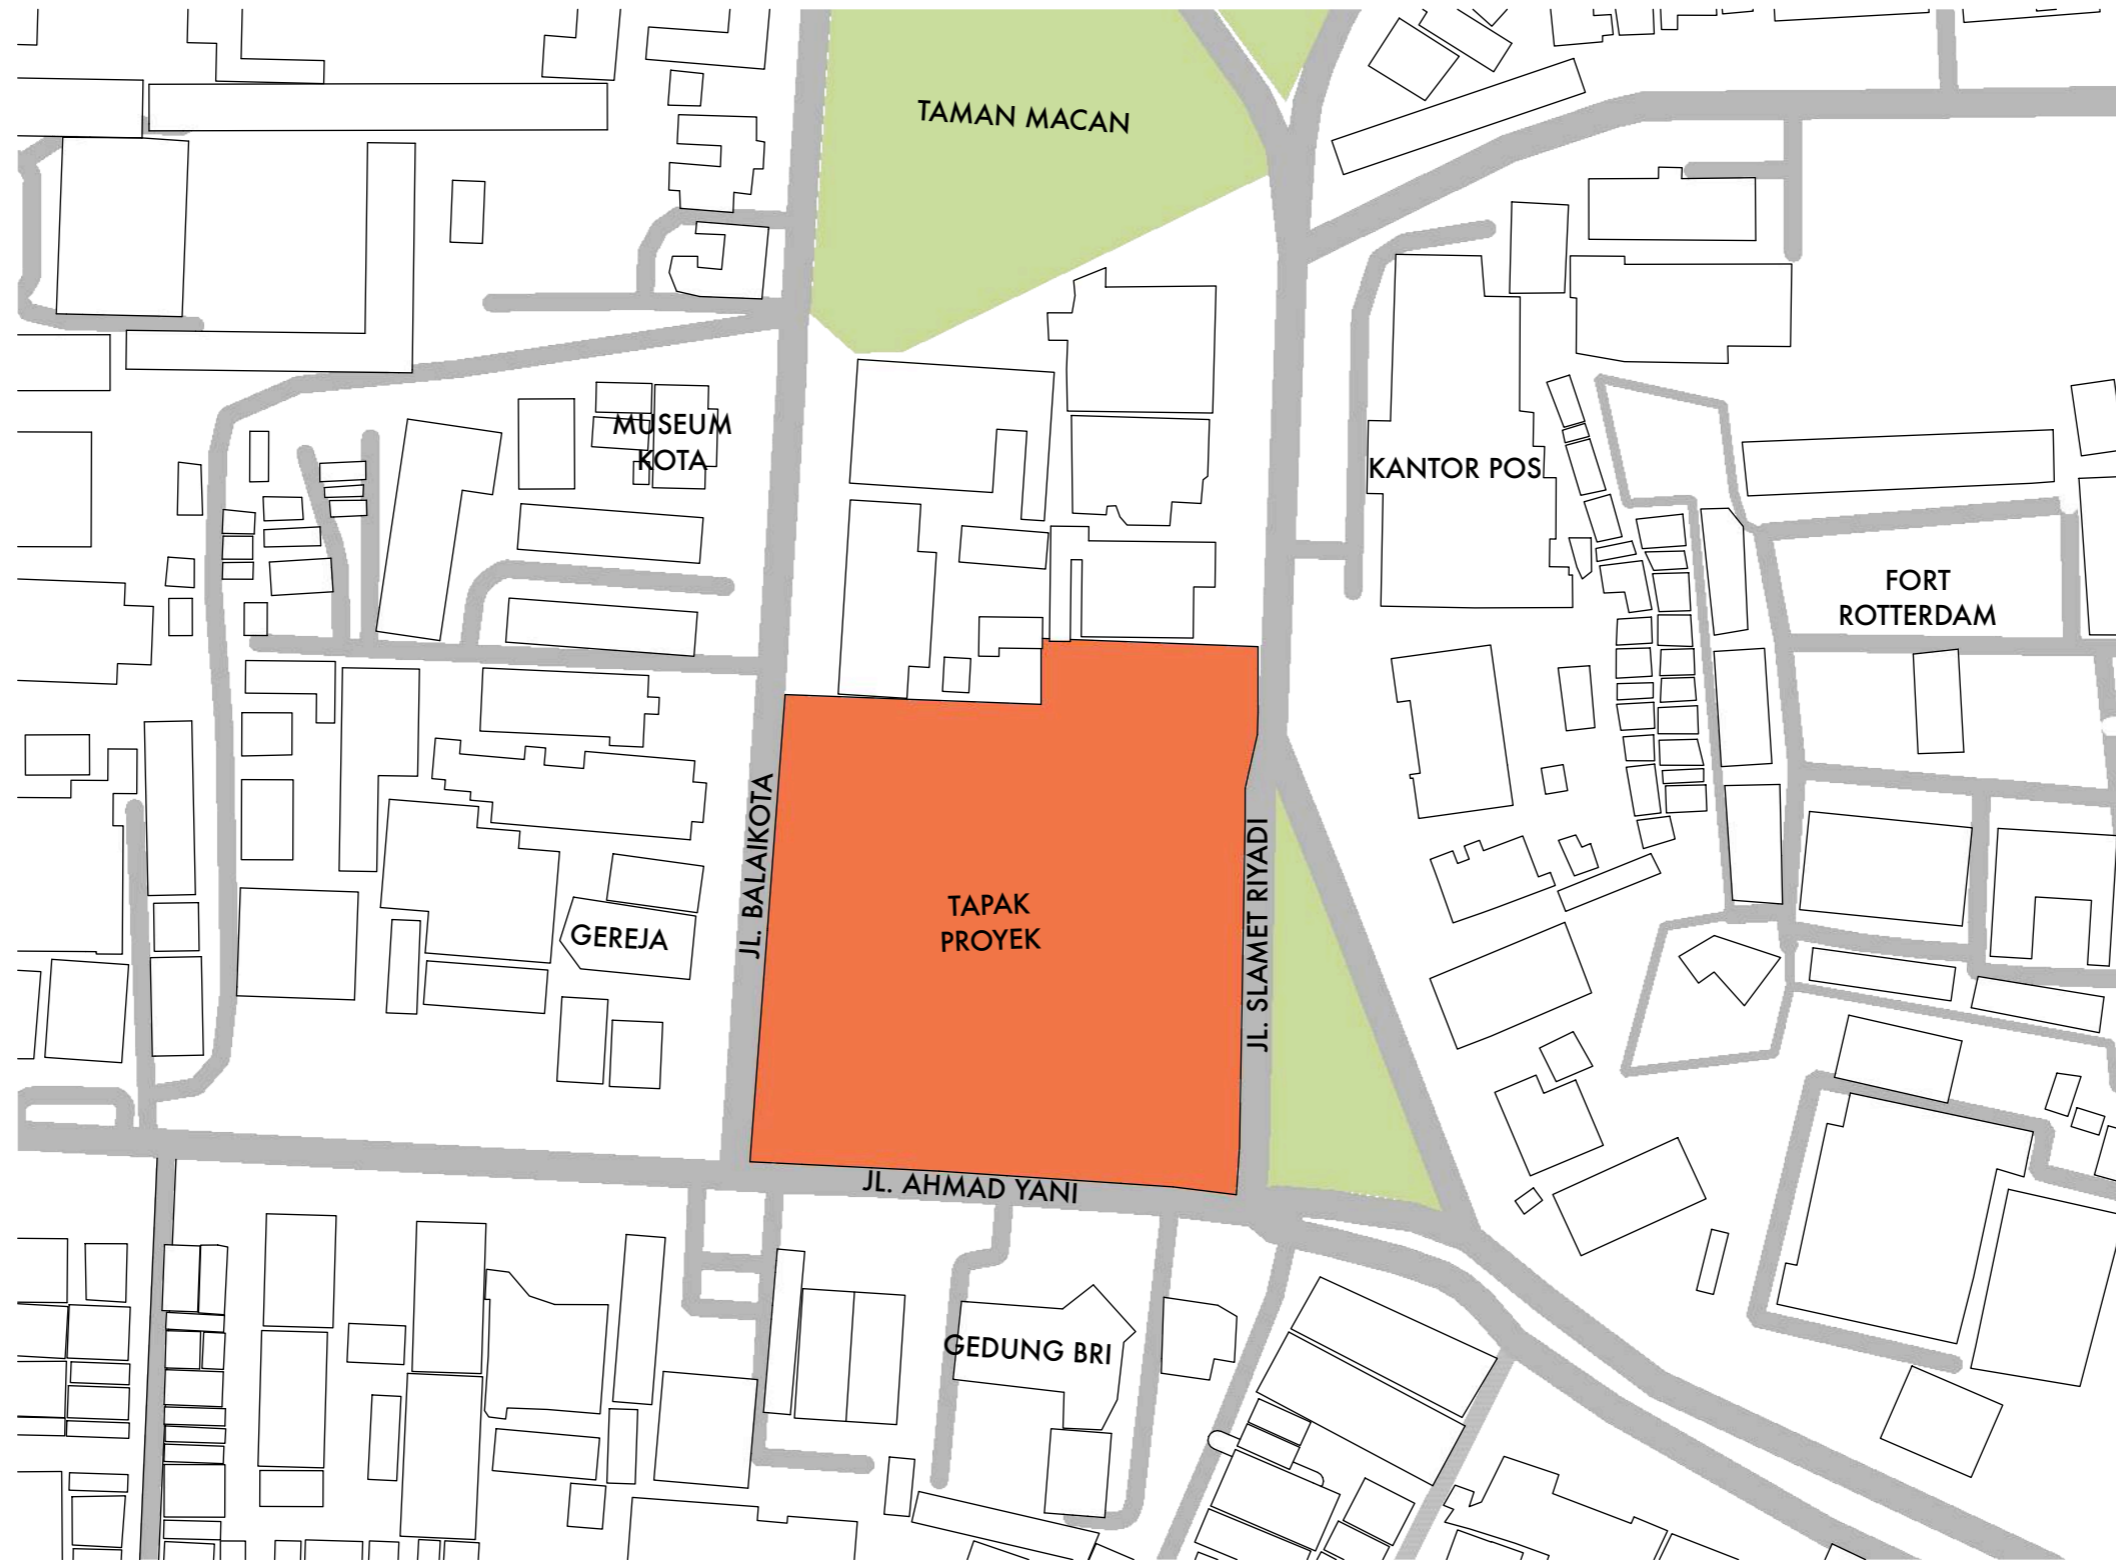 TAMAN MACAN
MUSEUM
KOTA
KANTOR POS
FORT
ROTTERDAM
JL. BALAIKOTA
TAPAK
PROYEK
JL. SLAMET RIYADI
GEREJA
JL. AHMAD YANI
GEDUNG BRI